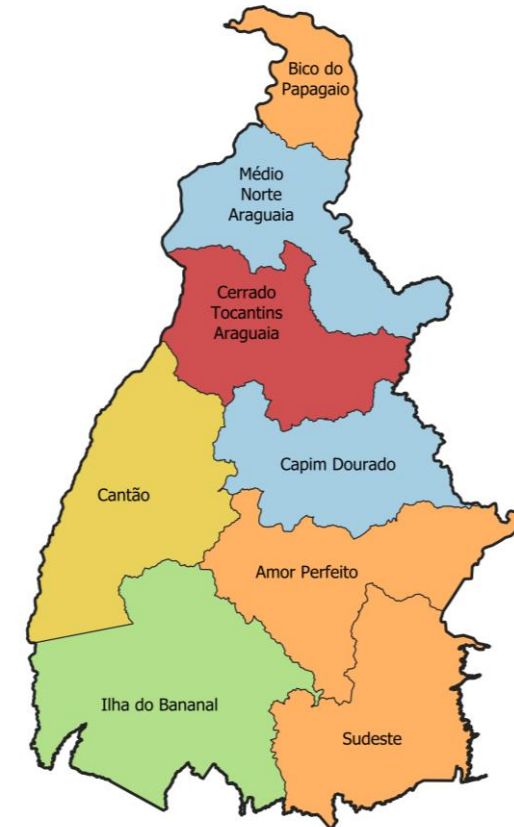 Bico do
Papagaio
Médio
Norte
Araguaia
Cerrado
Tocantins
Araguaia
Capim Dourado
Cantão
Amor Perfeito
Ilha do Bananal
Sudeste